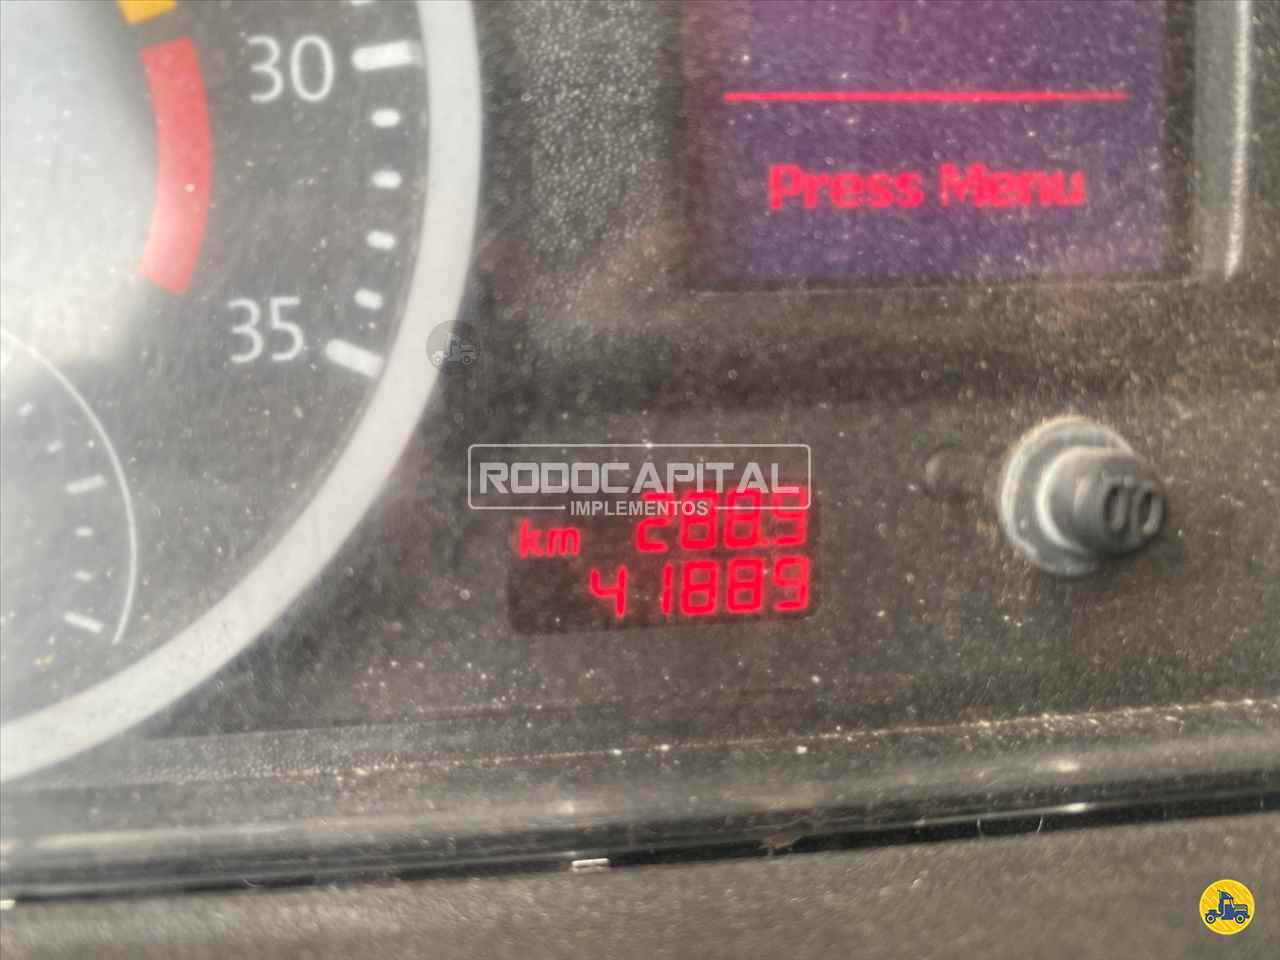 30
Press Menu
35
RODOCAPITAL
IMPLEMENTOS
288.9
km
41889